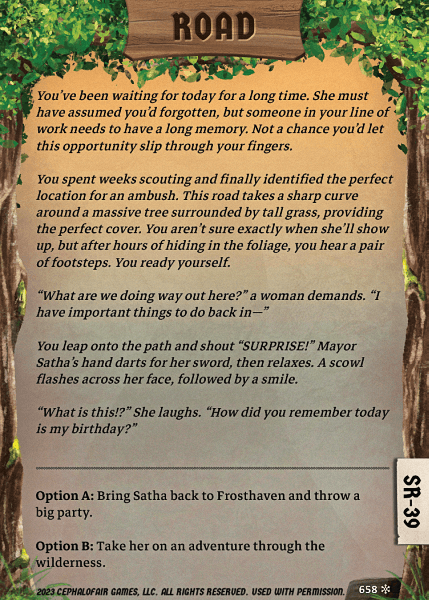 ROAD
You've been waiting for today for a long time. She must
have assumed you'd forgotten, but someone in your line of
work needs to have a long memory. Not a chance you'd let
this opportunity slip through your fingers.
You spent weeks scouting and finally identified the perfect
location for an ambush. This road takes a sharp curve
around a massive tree surrounded by tall grass, providing
the perfect cover. You aren't sure exactly when she'll show
up, but after hours of hiding in the foliage, you hear a pair
of footsteps. You ready yourself.
“What are we doing way out here?” a woman demands. “I
have important things to do back in—”
You leap onto the path and shout “SURPRISE!” Mayor
Satha's hand darts for her sword, then relaxes. A scowl
flashes across her face, followed by a smile.
“What is this!?” She laughs. “How did you remember today
is my birthday?”
Option A: Bring Satha back to Frosthaven and throw a
big party.
Option B: Take her on an adventure through the
wilderness.
SR-39
2023 CEPHALOFAIR GAMES, LLC. ALL RIGHTS RESERVED. USED WITH PERMISSION.
658